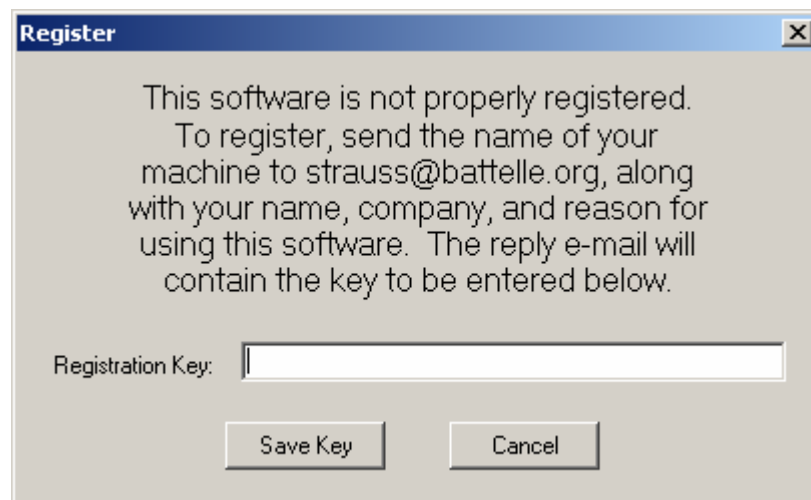 Register
This software is not properly registered.
To register, send the name of your
machine to strauss@battelle.org, along
with your name, company, and reason for
using this software.  The reply e-mail will
contain the key to be entered below.
Registration Key:
Save Key
Cancel